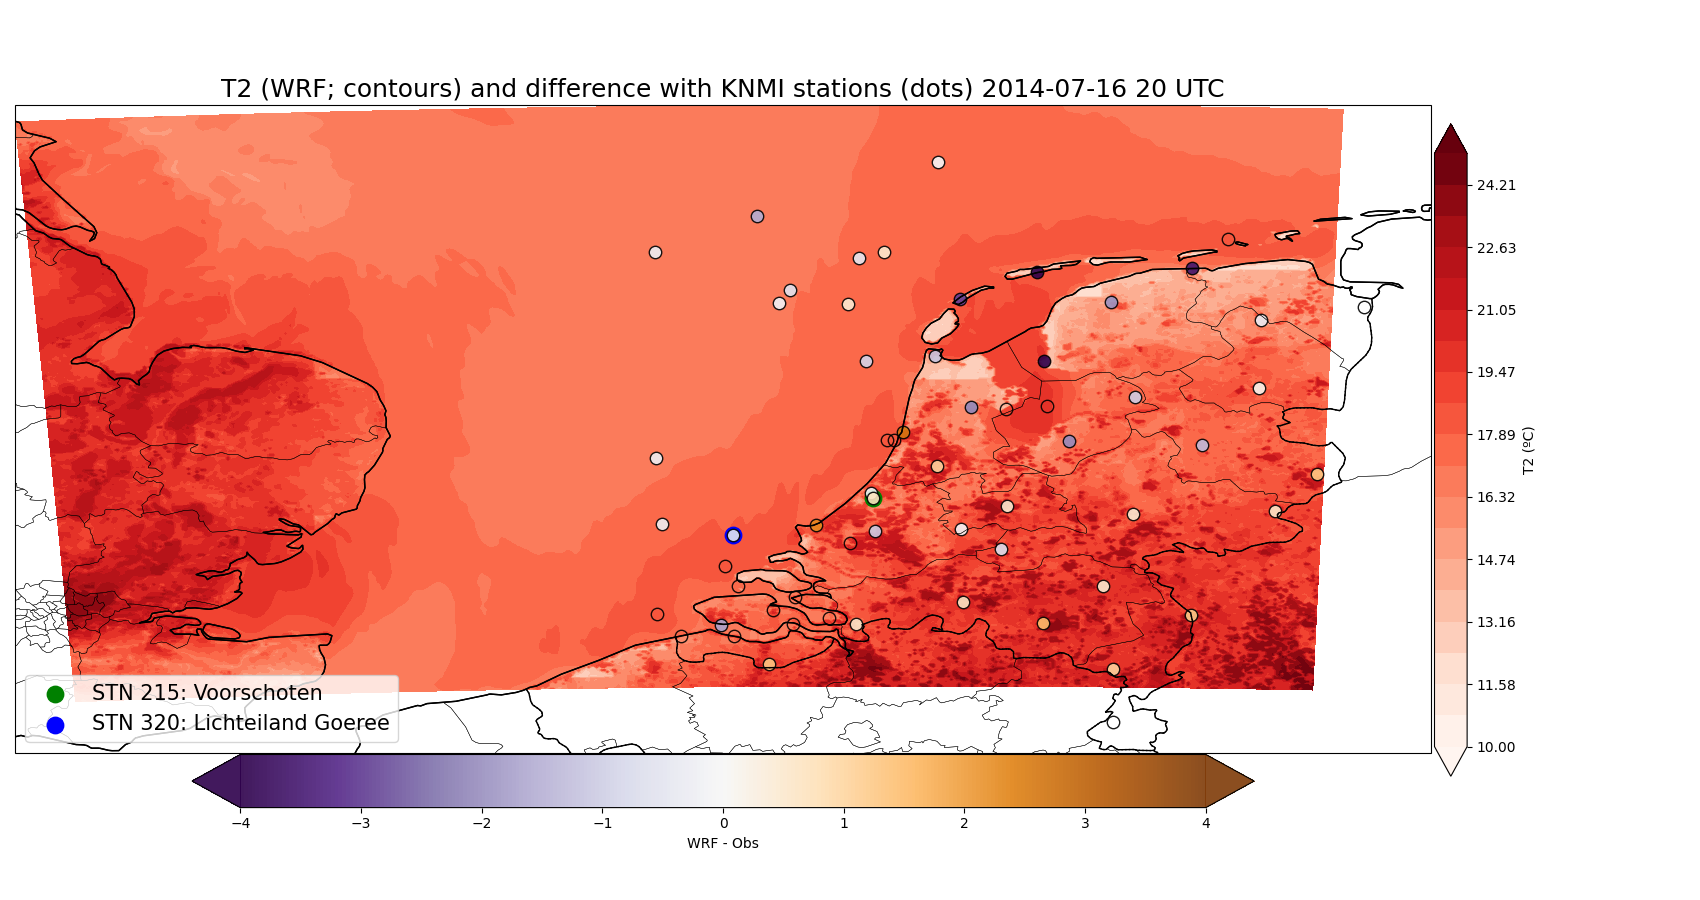 T2 (WRF; contours) and difference with KNMI stations (dots) 2014-07-16 20 UTC
24.21
22.63
21.05
19.47
17.89
16.32
14.74
13.16
11.58
10.00
T2 (ºC)
STN 215: Voorschoten
STN 320: Lichteiland Goeree
−4 −3 −2 −1 0 1 2 3 4
WRF - Obs